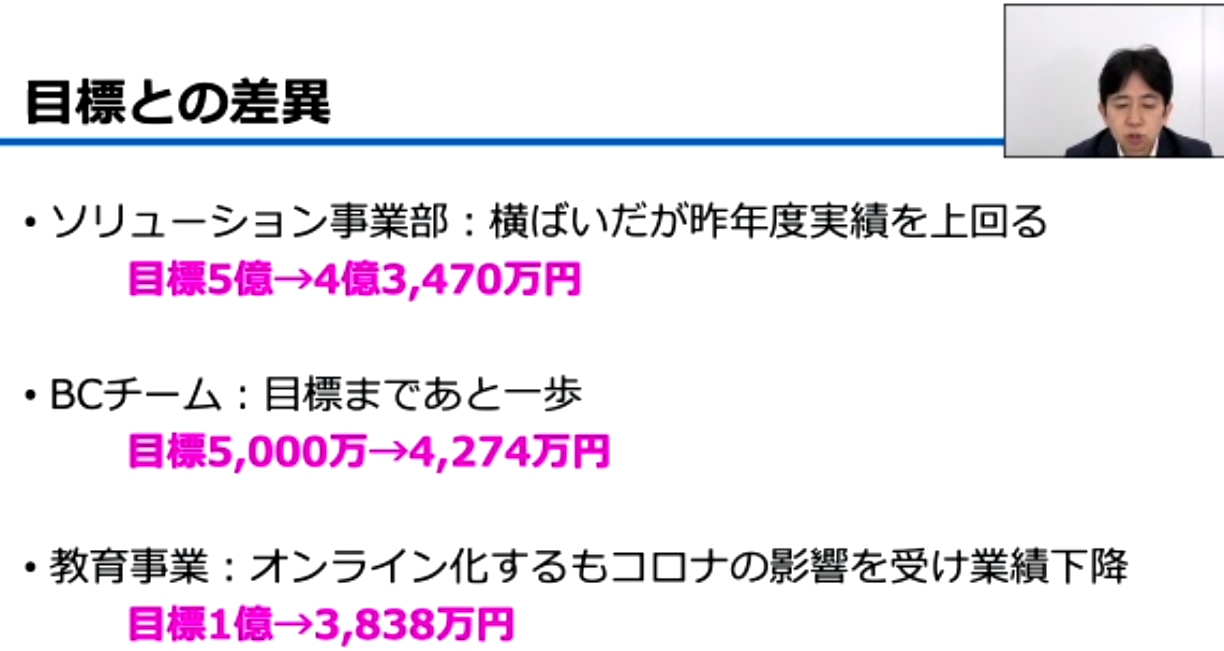 目標との差異
• ソリューション事業部：横ばいだが昨年度実績を上回る
目標5億→4億3,470万円
• BCチーム：目標まであと一歩
目標5,000万→4,274万円
• 教育事業：オンライン化するもコロナの影響を受け業績下降
目標1億→3,838万円